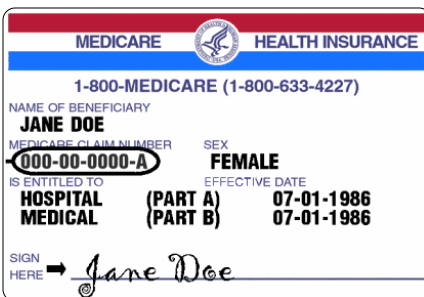 MEDICARE HEALTH INSURANCE
1-800-MEDICARE (1-800-633-4227)
NAME OF BENEFICIARY
JANE DOE
MEDICARE CLAIM NUMBER SEX
000-00-0000-A FEMALE
IS ENTITLED TO EFFECTIVE DATE
HOSPITAL (PART A) 07-01-1986
MEDICAL (PART B) 07-01-1986
SIGN
HERE Jane Doe